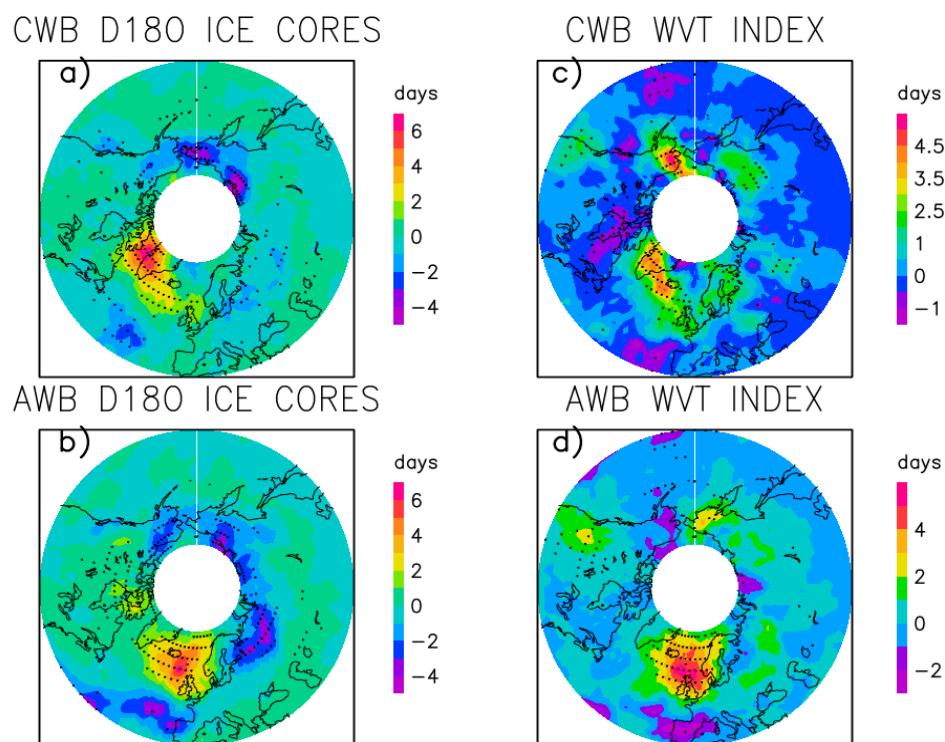 CWB D18O ICE CORES
CWB WVT INDEX
a)
days
6
4
2
0
−2
−4
c)
days
4.5
3.5
2.5
1
0
−1
AWB D18O ICE CORES
AWB WVT INDEX
b)
days
6
4
2
0
−2
−4
d)
days
4
2
0
−2